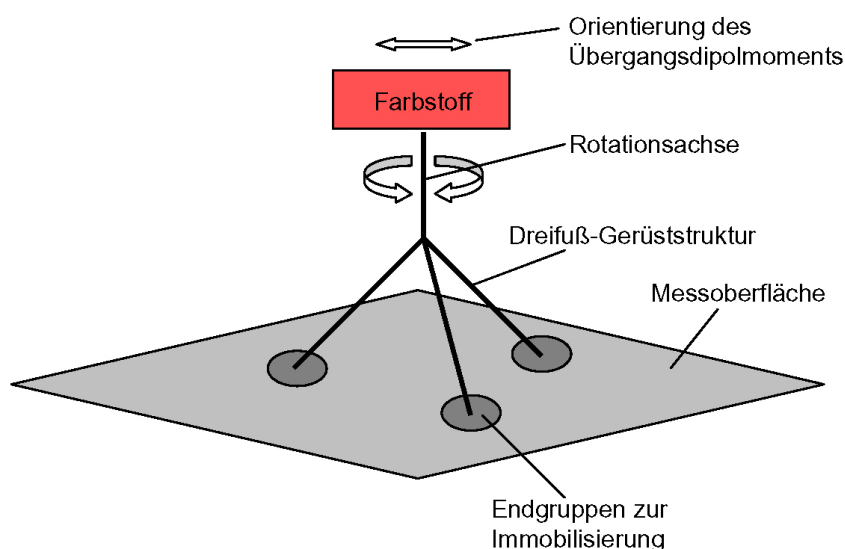 Orientierung des
Übergangsdipolmoments
Farbstoff
Rotationsachse
Dreifuß-Gerüststruktur
Messoberfläche
Endgruppen zur
Immobilisierung